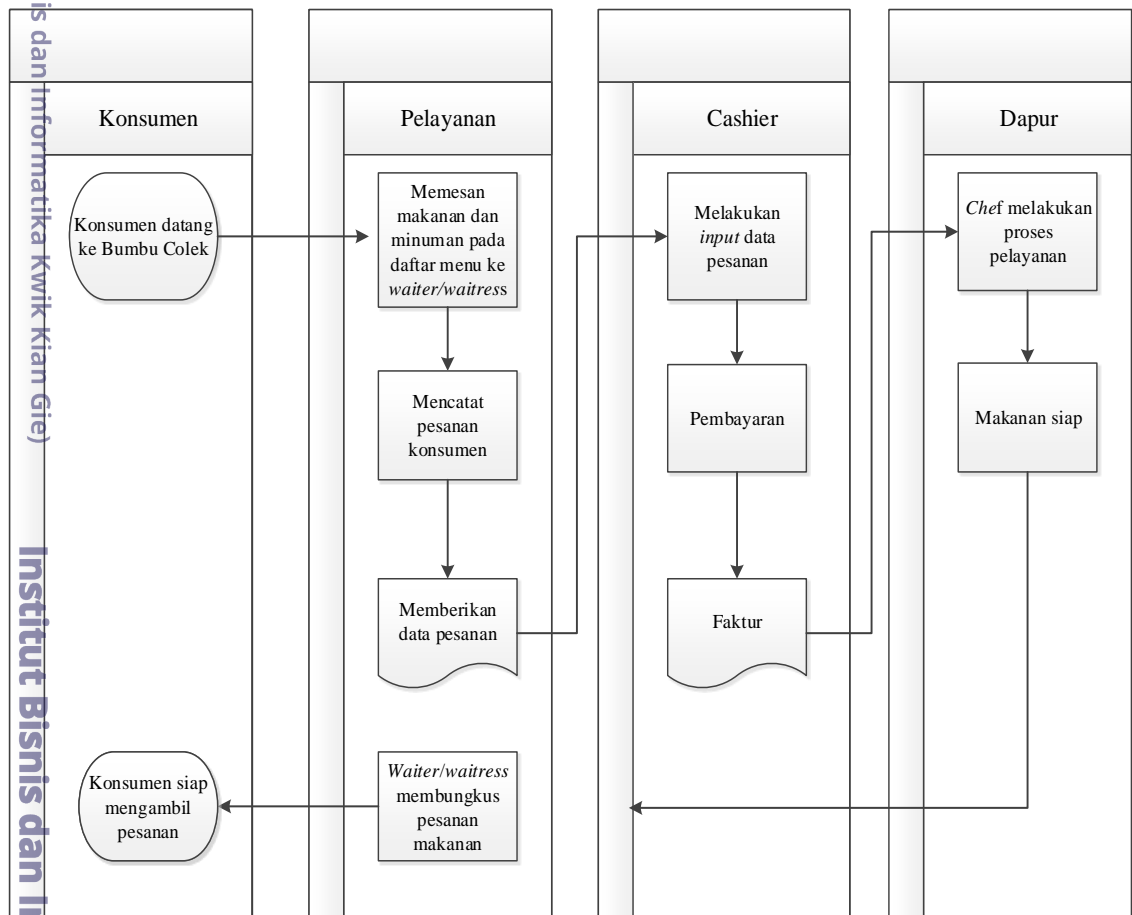 Konsumen
Pelayanan
Cashier
Dapur
Konsumen datang
ke Bumbu Colek
Memesan
makanan dan
minuman pada
daftar menu ke
waiter/waitress
Melakukan
input data
pesanan
Chef melakukan
proses
pelayanan
Mencatat
pesanan
konsumen
Pembayaran
Makanan siap
Memberikan
data pesanan
Faktur
Konsumen siap
mengambil
pesanan
Waiter/waitress
membungkus
pesanan
makanan
is dan Informatika Kwik Kian Gie)
Institut Bisnis dan In